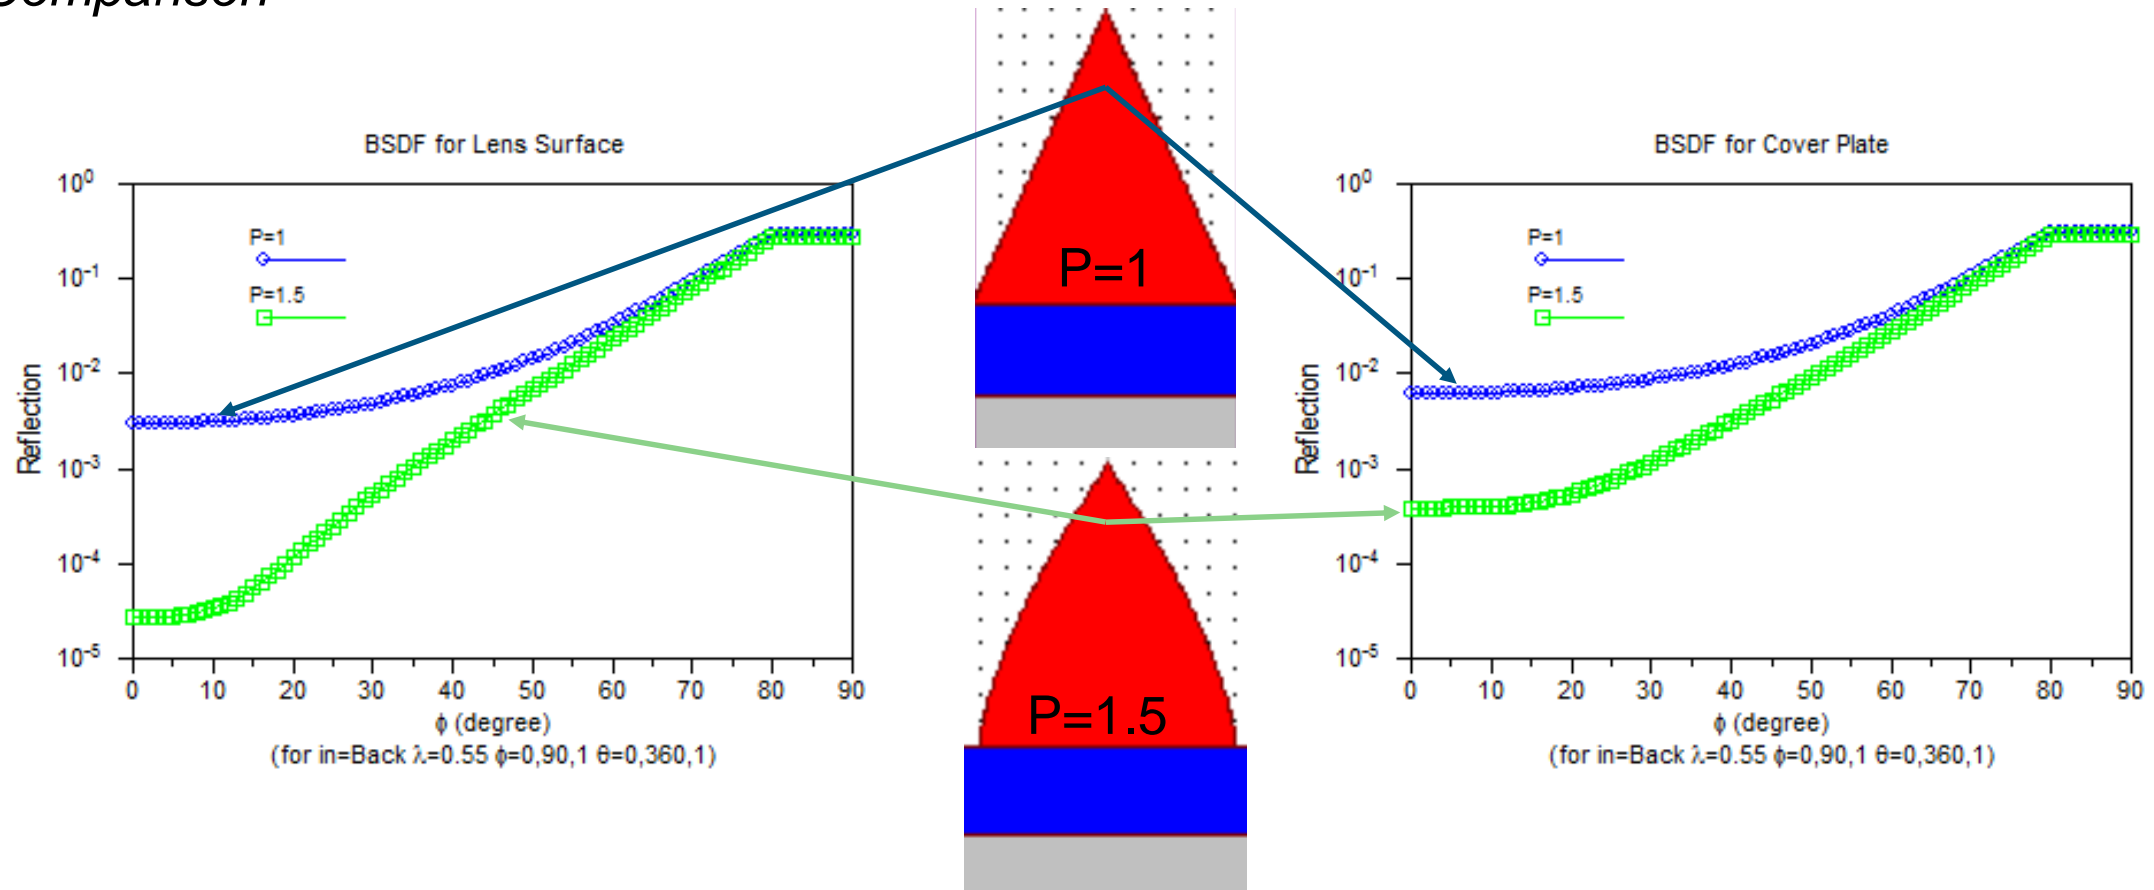 Comparison
BSDF for Lens Surface
10⁰
10⁻¹
10⁻²
10⁻³
10⁻⁴
10⁻⁵
P=1
P=1.5
Reflection
0 10 20 30 40 50 60 70 80 90
ϕ (degree)
(for in=Back λ=0.55 ϕ=0,90,1 θ=0,360,1)
P=1
P=1.5
BSDF for Cover Plate
10⁰
10⁻¹
10⁻²
10⁻³
10⁻⁴
10⁻⁵
P=1
P=1.5
Reflection
0 10 20 30 40 50 60 70 80 90
ϕ (degree)
(for in=Back λ=0.55 ϕ=0,90,1 θ=0,360,1)